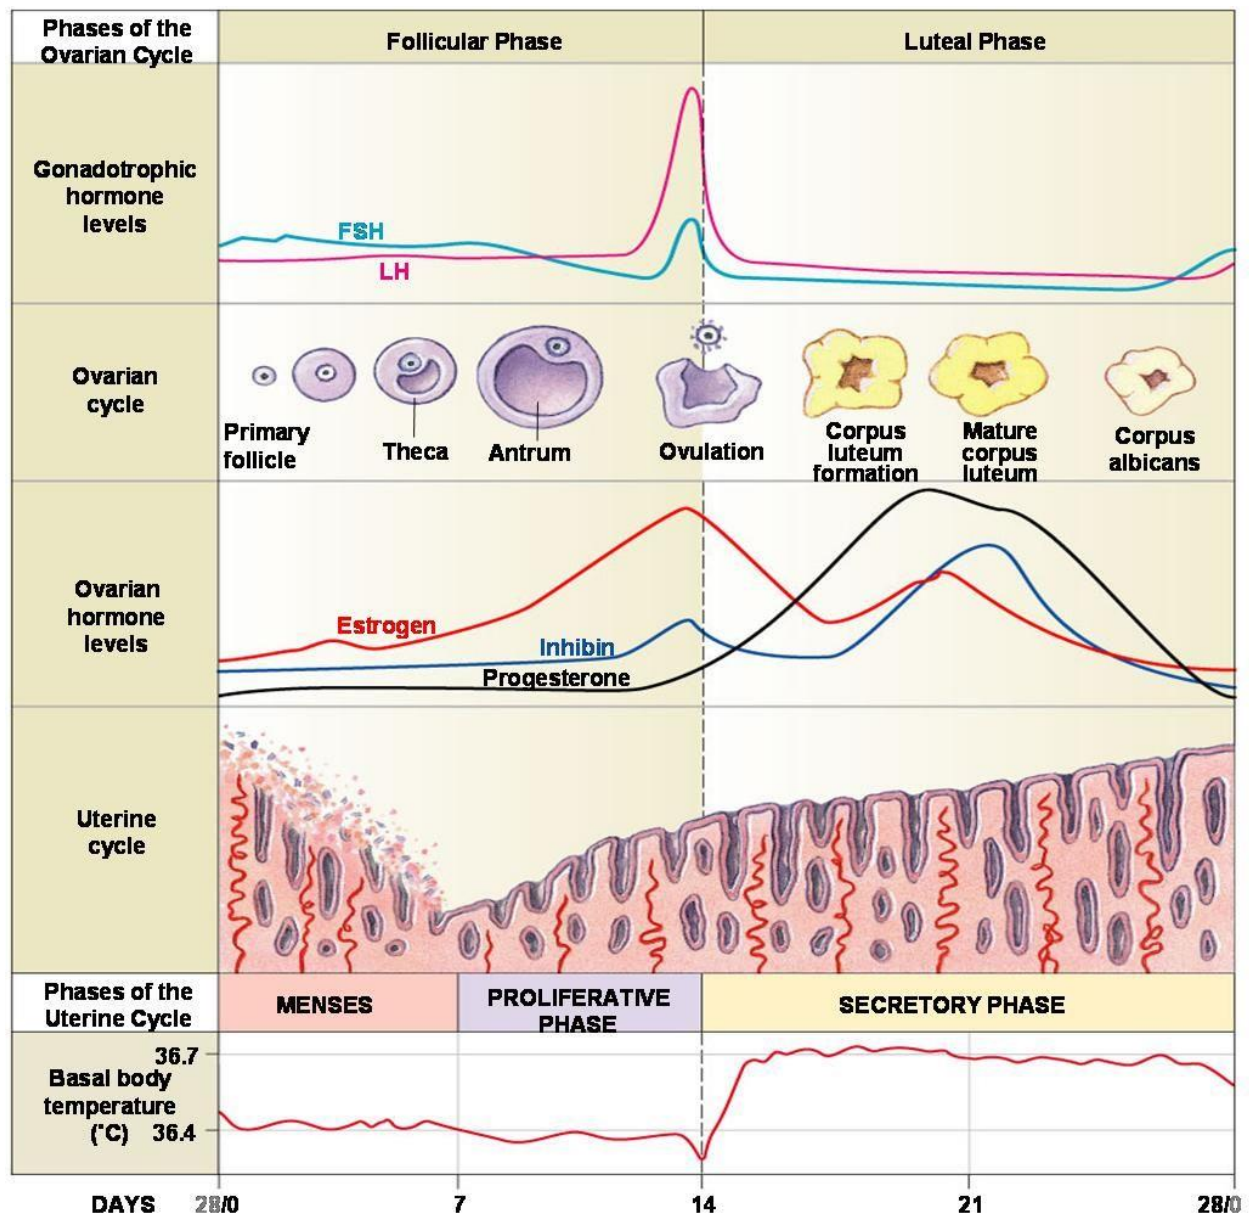 Phases of the
Ovarian Cycle
Follicular Phase
Luteal Phase
Gonadotrophic
hormone
levels
FSH
LH
Ovarian
cycle
Primary
follicle
Theca
Antrum
Ovulation
Corpus
luteum
formation
Mature
corpus
luteum
Corpus
albicans
Ovarian
hormone
levels
Estrogen
Inhibin
Progesterone
Uterine
cycle
Phases of the
Uterine Cycle
MENSES
PROLIFERATIVE
PHASE
SECRETORY PHASE
36.7
Basal body
temperature
(°C)
36.4
DAYS
28/0
7
14
21
28/0